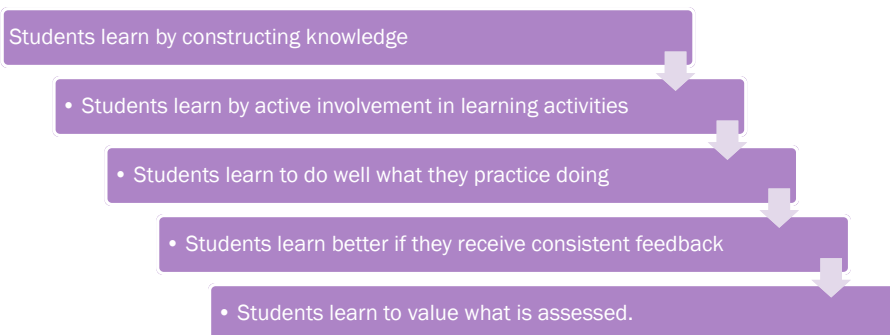 Students learn by constructing knowledge
• Students learn by active involvement in learning activities
• Students learn to do well what they practice doing
• Students learn better if they receive consistent feedback
• Students learn to value what is assessed.